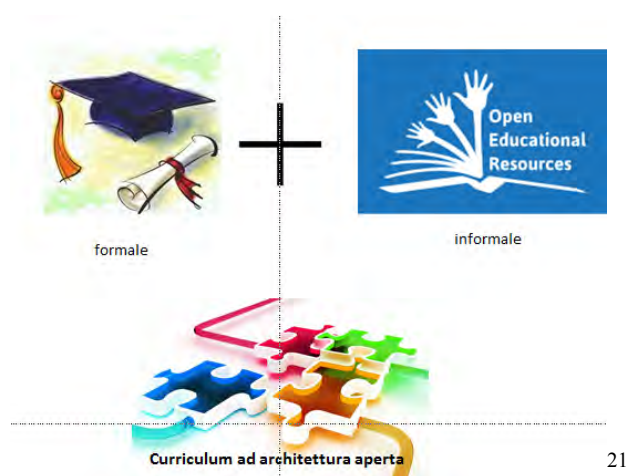 Open
Educational
Resources
formale
informale
Curriculum ad architettura aperta
21